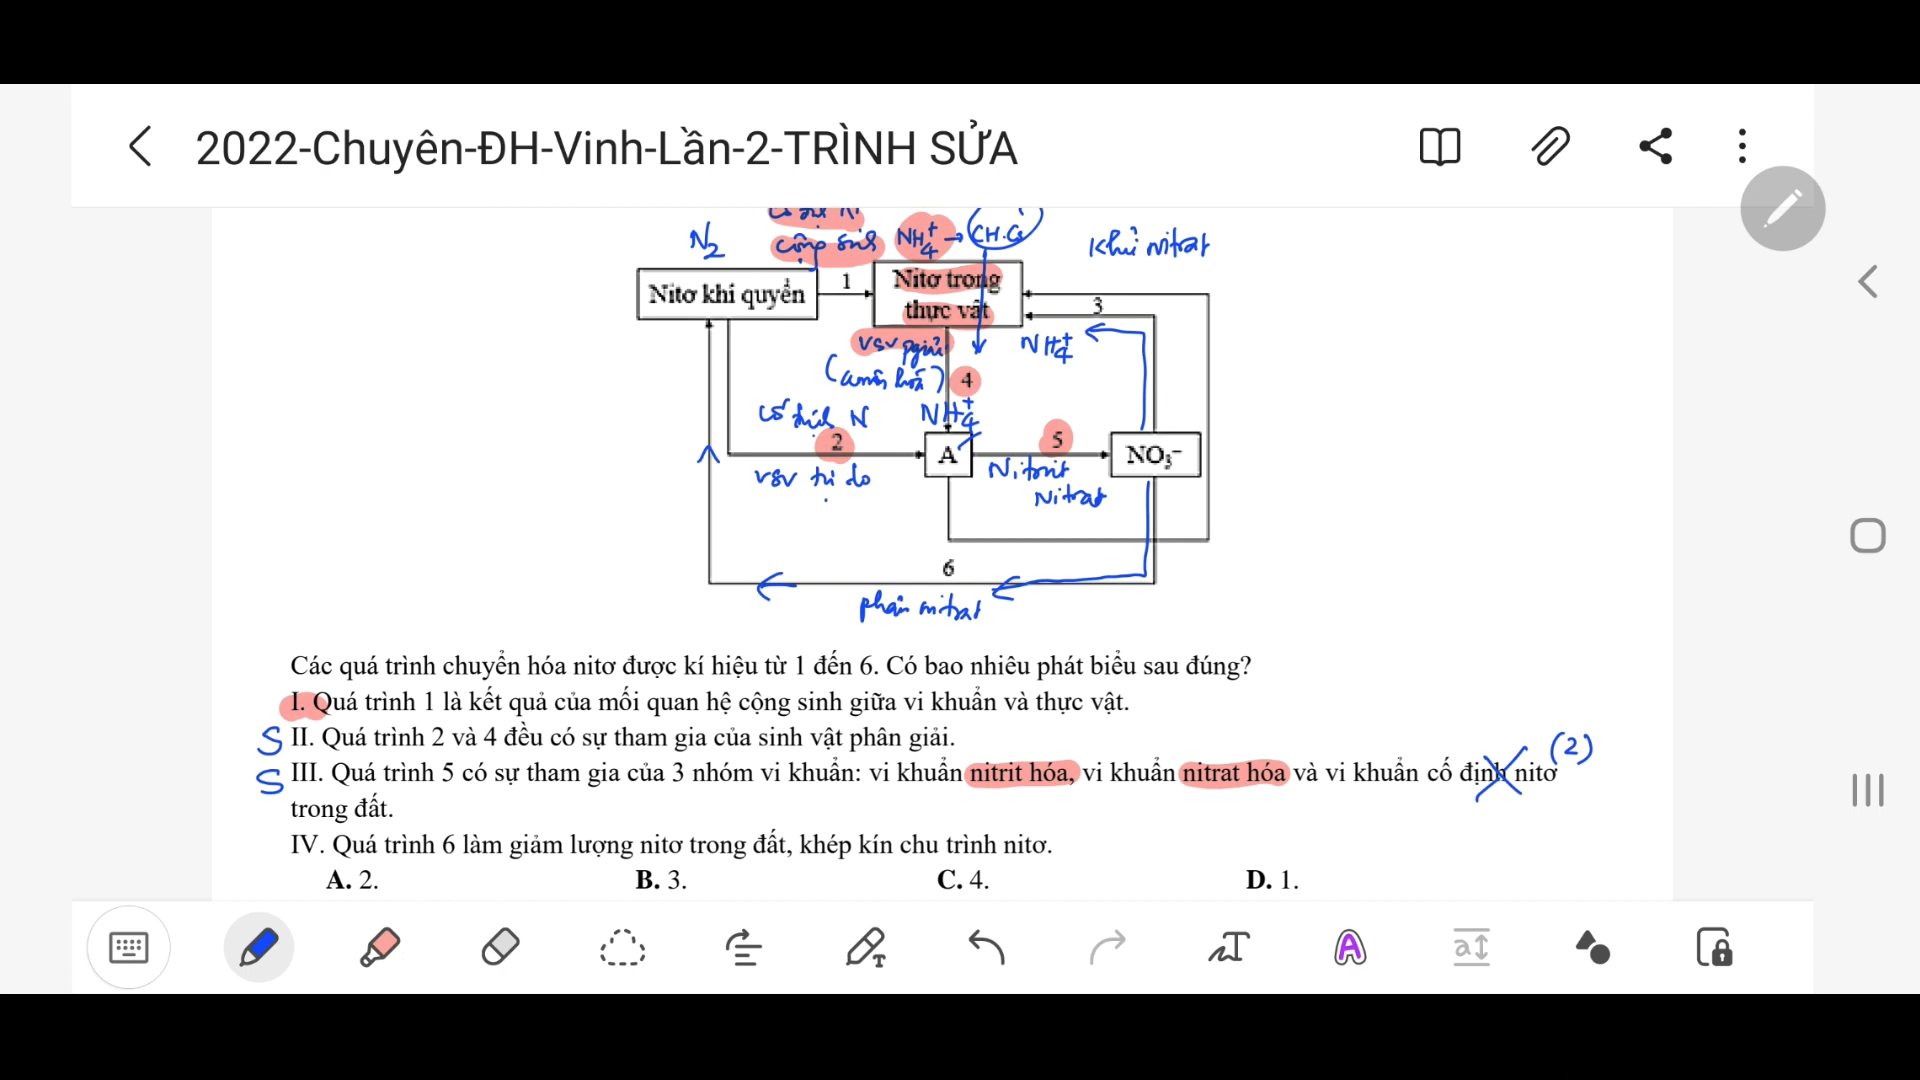 2022-Chuyên-ĐH-Vinh-Lần-2-TRÌNH SỬA
N2
cộng sinh
NH4+ → CH.C
Khử nitrat
Nitơ khí quyển
1
Nitơ trong
thực vật
3
vsv pgiải
NH4+
(amôn hoá)
4
NH4+
N
2
A
5
NO3-
vsv tự do
Nitrit
Nitrat
6
phản nitrat
Các quá trình chuyển hóa nitơ được kí hiệu từ 1 đến 6. Có bao nhiêu phát biểu sau đúng?
I. Quá trình 1 là kết quả của mối quan hệ cộng sinh giữa vi khuẩn và thực vật.
S II. Quá trình 2 và 4 đều có sự tham gia của sinh vật phân giải.
(2)
S III. Quá trình 5 có sự tham gia của 3 nhóm vi khuẩn: vi khuẩn nitrit hóa, vi khuẩn nitrat hóa và vi khuẩn cố định nitơ
trong đất.
IV. Quá trình 6 làm giảm lượng nitơ trong đất, khép kín chu trình nitơ.
A. 2. B. 3. C. 4. D. 1.